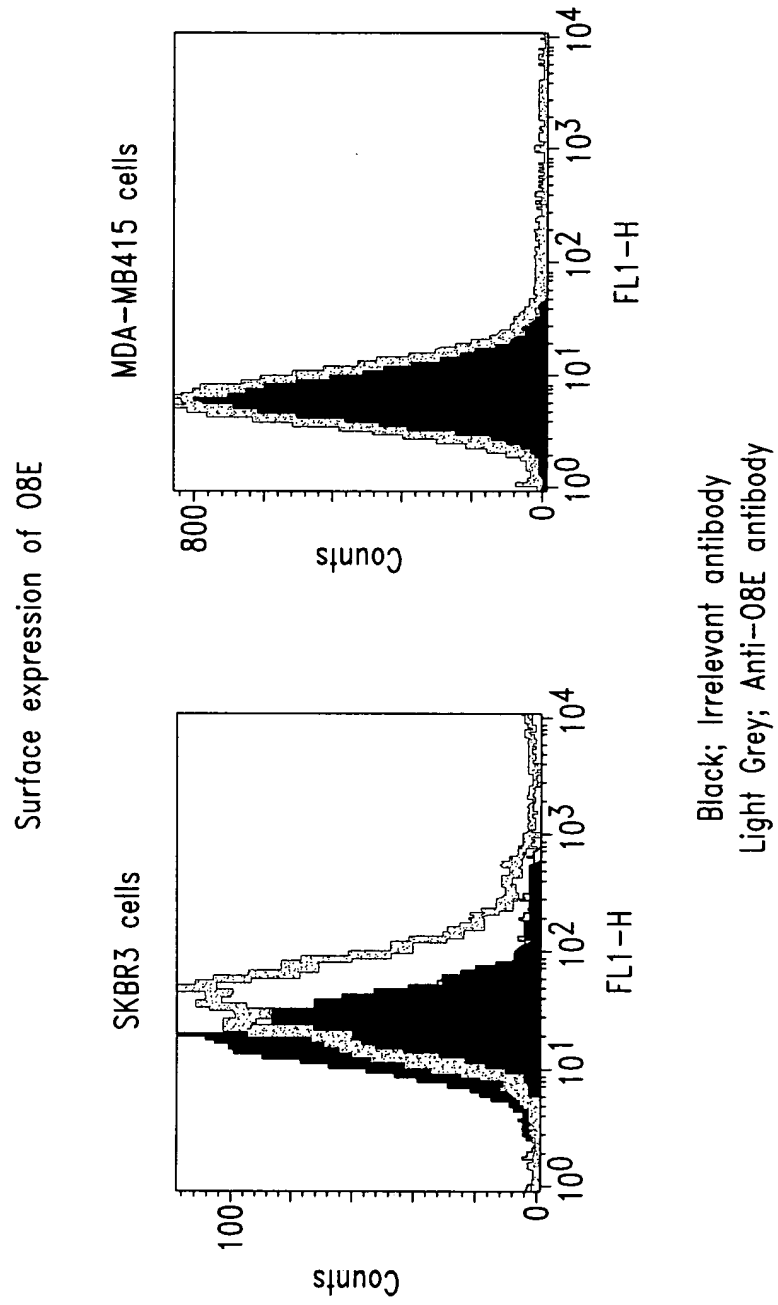 Surface expression of O8E
SKBR3 cells
Counts
100
0
10^0 10^1 10^2 10^3 10^4
FL1-H
MDA-MB415 cells
Counts
800
0
10^0 10^1 10^2 10^3 10^4
FL1-H
Black; Irrelevant antibody
Light Grey; Anti-O8E antibody